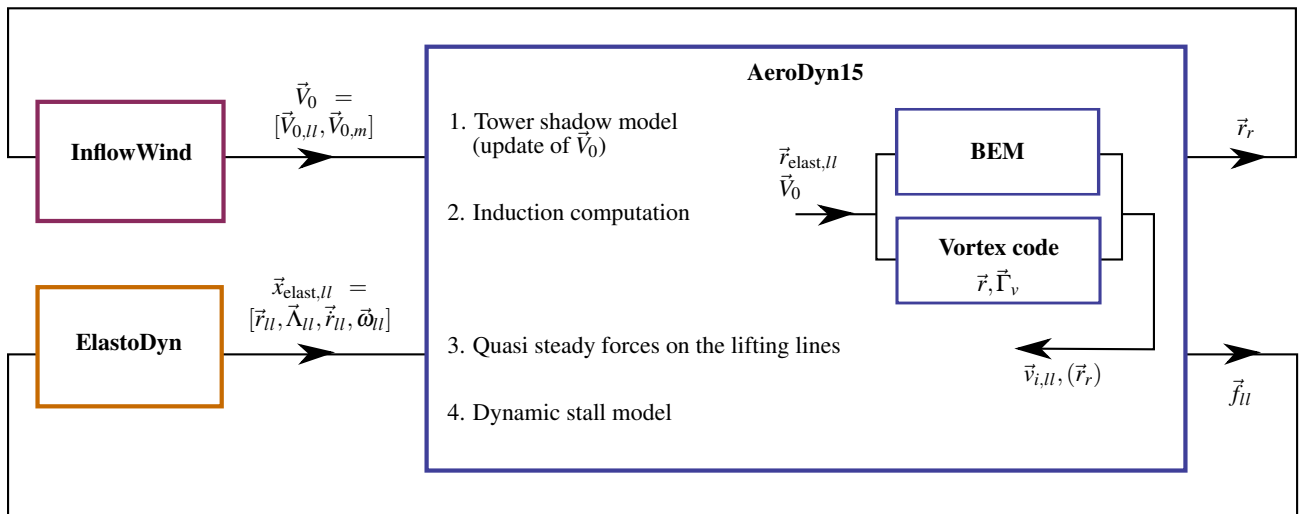 AeroDyn15
InflowWind
V⃗₀ =
[V⃗₀,ₗₗ, V⃗₀,ₘ]
1. Tower shadow model
(update of V⃗₀)
2. Induction computation
r⃗_elast,ll
V⃗₀
BEM
Vortex code
r⃗, Γ⃗ᵥ
r⃗ᵣ
ElastoDyn
x⃗_elast,ll =
[r⃗ₗₗ, Λ⃗ₗₗ, ṙ⃗ₗₗ, ω⃗ₗₗ]
3. Quasi steady forces on the lifting lines
v⃗ᵢ,ₗₗ, (r⃗ᵣ)
4. Dynamic stall model
f⃗ₗₗ